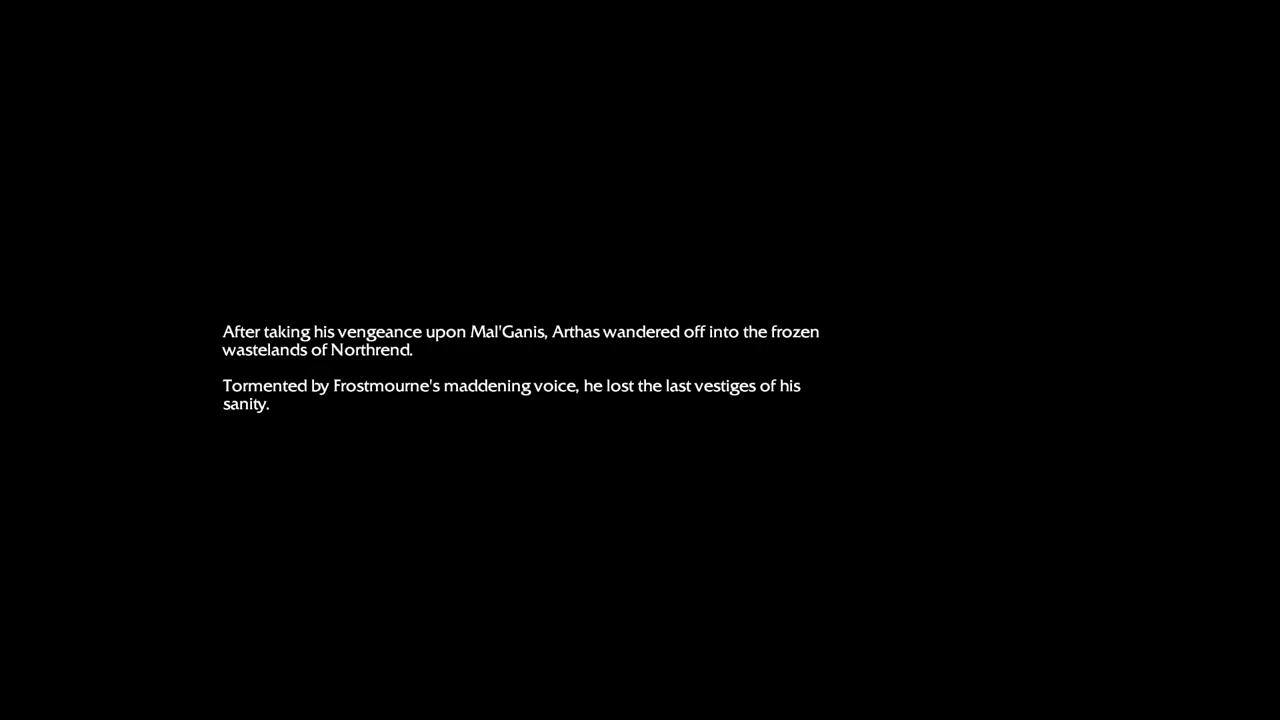 After taking his vengeance upon Mal'Ganis, Arthas wandered off into the frozen
wastelands of Northrend.
Tormented by Frostmourne's maddening voice, he lost the last vestiges of his
sanity.